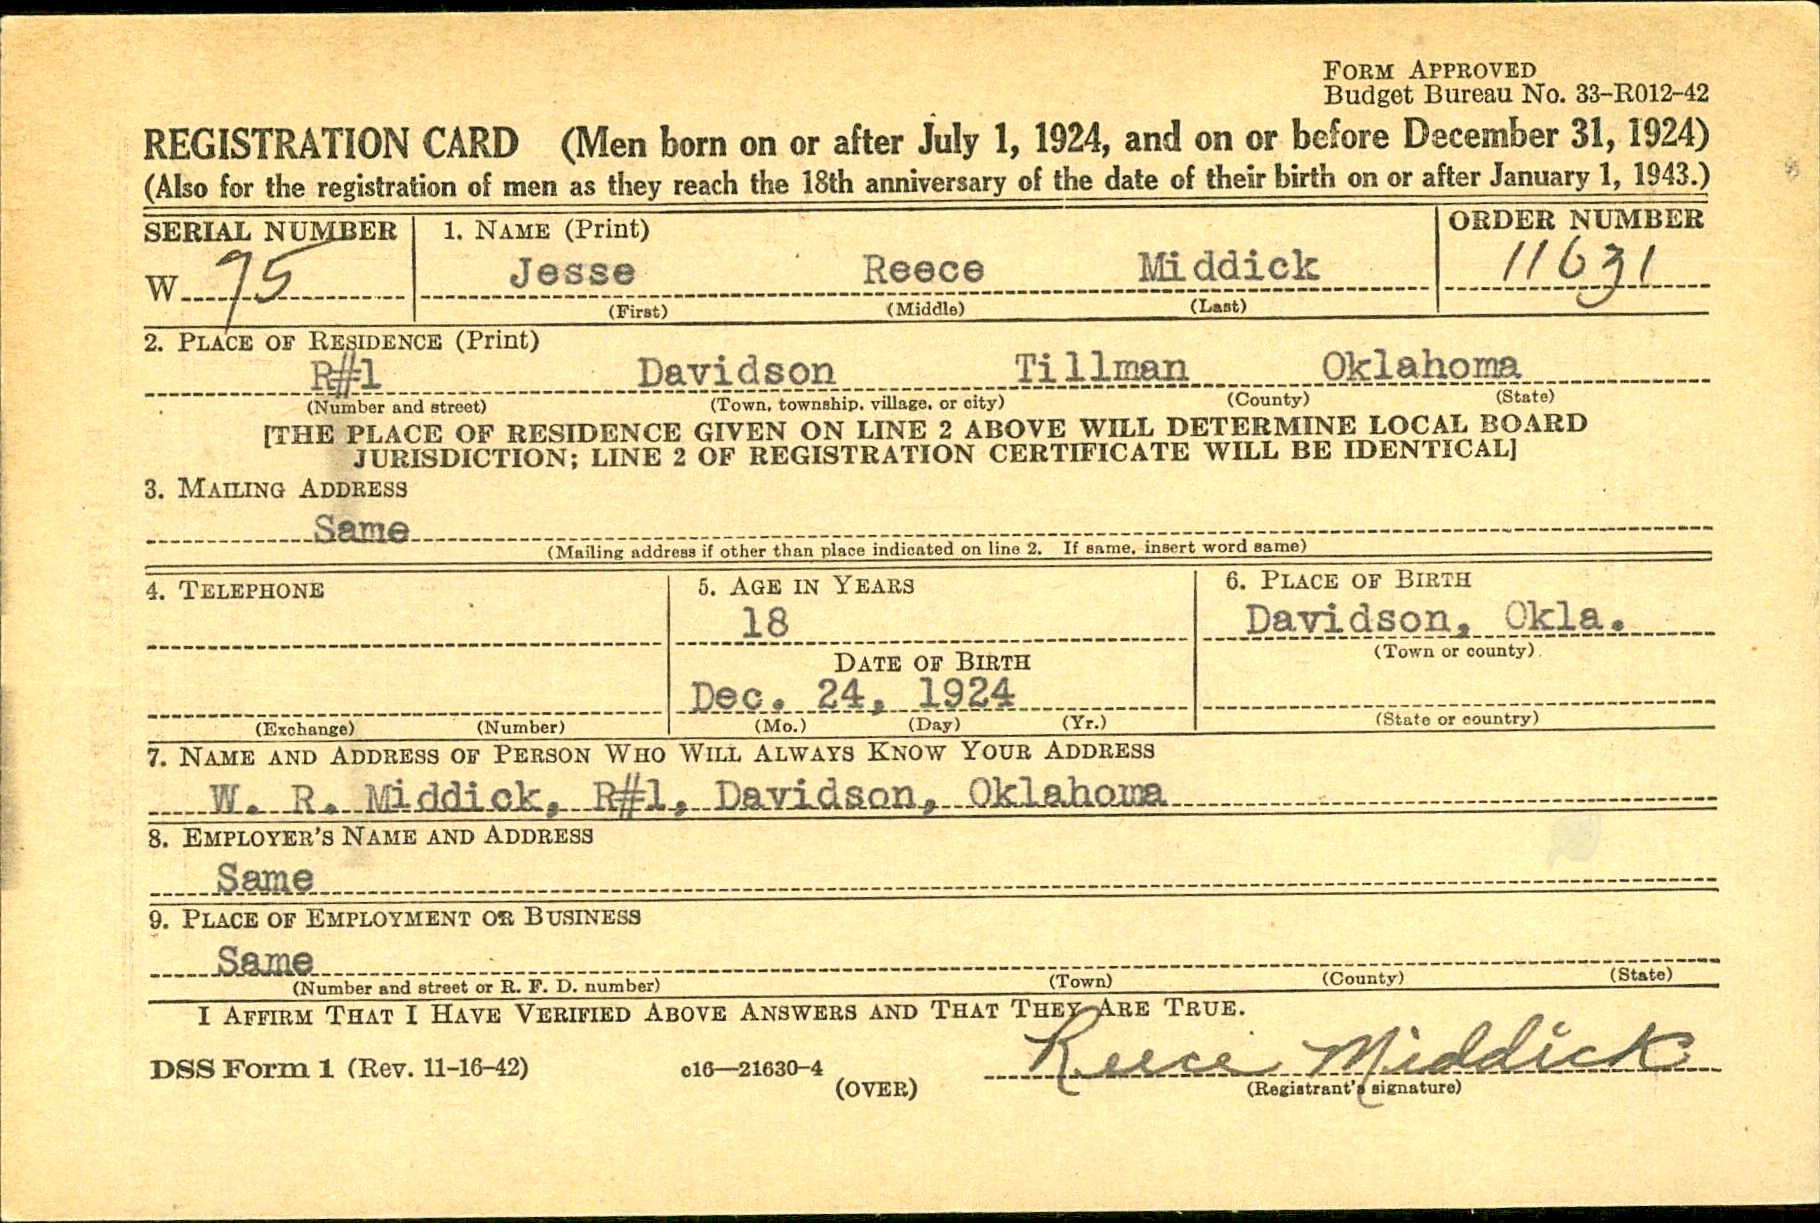 FORM APPROVED
Budget Bureau No. 33-R012-42
REGISTRATION CARD (Men born on or after July 1, 1924, and on or before December 31, 1924)
(Also for the registration of men as they reach the 18th anniversary of the date of their birth on or after January 1, 1943.)
SERIAL NUMBER 1. NAME (Print) ORDER NUMBER
W 75 Jesse Reece Middick 11631
(First) (Middle) (Last)
2. PLACE OF RESIDENCE (Print)
R#1 Davidson Tillman Oklahoma
(Number and street) (Town, township, village, or city) (County) (State)
[THE PLACE OF RESIDENCE GIVEN ON LINE 2 ABOVE WILL DETERMINE LOCAL BOARD
JURISDICTION; LINE 2 OF REGISTRATION CERTIFICATE WILL BE IDENTICAL]
3. MAILING ADDRESS
Same
(Mailing address if other than place indicated on line 2. If same, insert word same)
4. TELEPHONE 5. AGE IN YEARS 6. PLACE OF BIRTH
18 Davidson, Okla.
DATE OF BIRTH (Town or county)
Dec. 24, 1924
(Exchange) (Number) (Mo.) (Day) (Yr.) (State or country)
7. NAME AND ADDRESS OF PERSON WHO WILL ALWAYS KNOW YOUR ADDRESS
W. R. Middick, R#1, Davidson, Oklahoma
8. EMPLOYER'S NAME AND ADDRESS
Same
9. PLACE OF EMPLOYMENT OR BUSINESS
Same
(Number and street or R. F. D. number) (Town) (County) (State)
I AFFIRM THAT I HAVE VERIFIED ABOVE ANSWERS AND THAT THEY ARE TRUE.
DSS Form 1 (Rev. 11-16-42) c16—21630-4 Reece Middick
(OVER) (Registrant's signature)